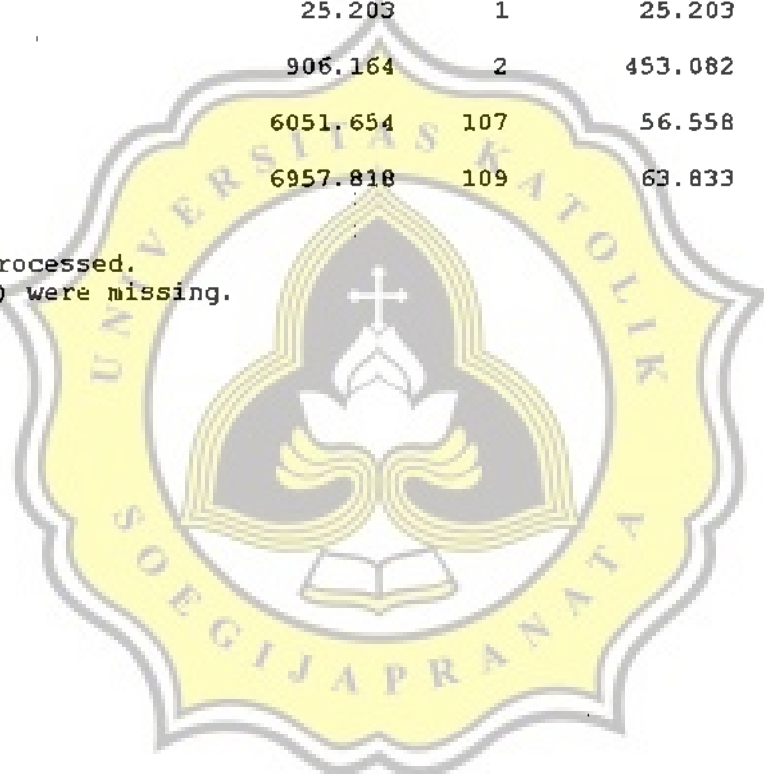 25.203 1 25.203
906.164 2 453.082
6051.654 107 56.558
6957.818 109 63.833
rocessed.
) were missing.
UNIVERSITAS KATOLIK
SOEGIJAPRANATA